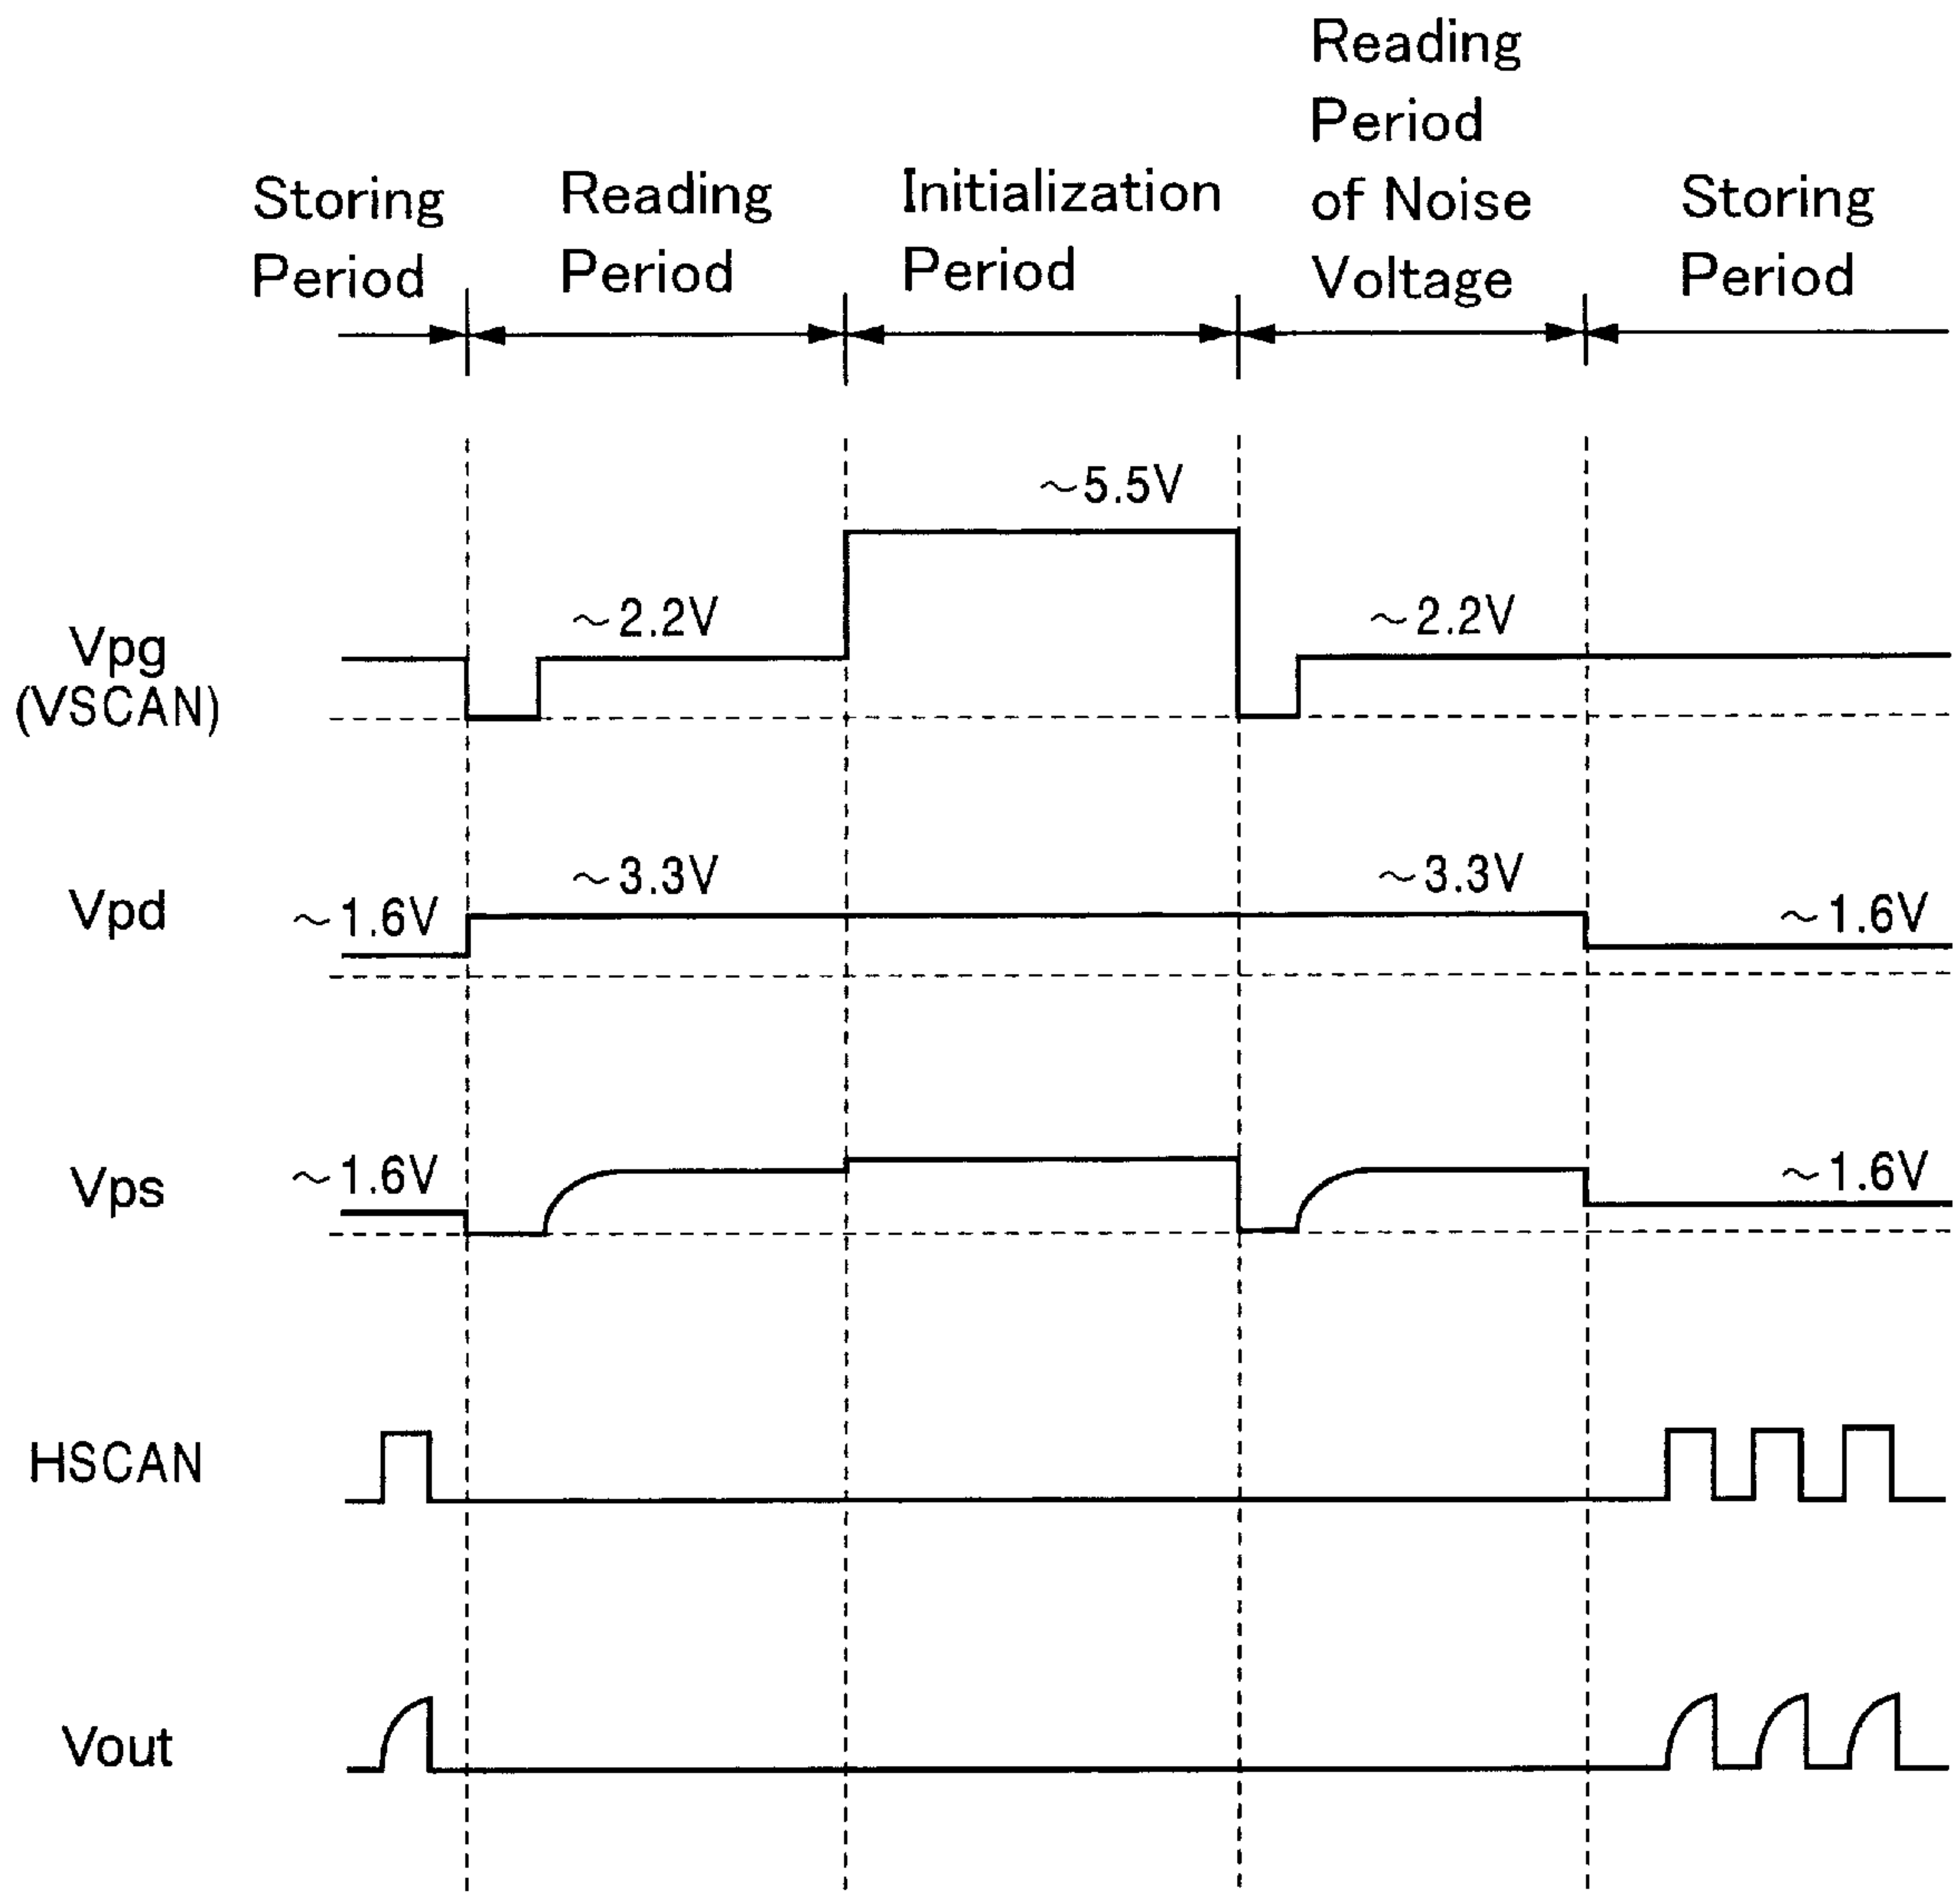 Reading
Period
of Noise
Voltage
Storing
Period
Reading
Period
Initialization
Period
Storing
Period
Vpg
(VSCAN)
~2.2V
~5.5V
~2.2V
Vpd
~1.6V
~3.3V
~3.3V
~1.6V
Vps
~1.6V
~1.6V
HSCAN
Vout